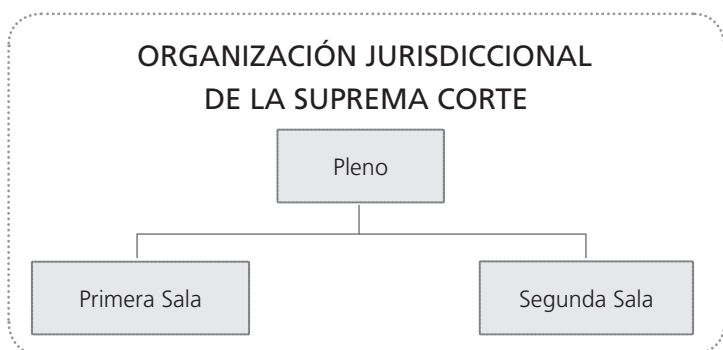 ORGANIZACIÓN JURISDICCIONAL
DE LA SUPREMA CORTE
Pleno
Primera Sala
Segunda Sala